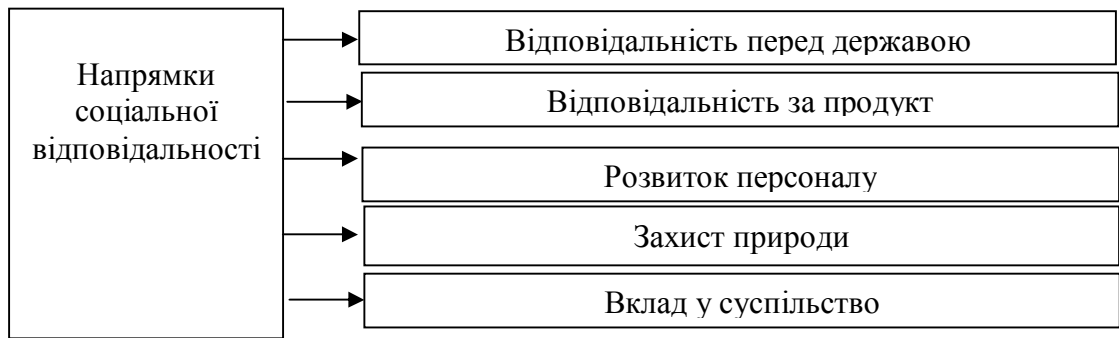 Напрямки
соціальної
відповідальності
Відповідальність перед державою
Відповідальність за продукт
Розвиток персоналу
Захист природи
Вклад у суспільство